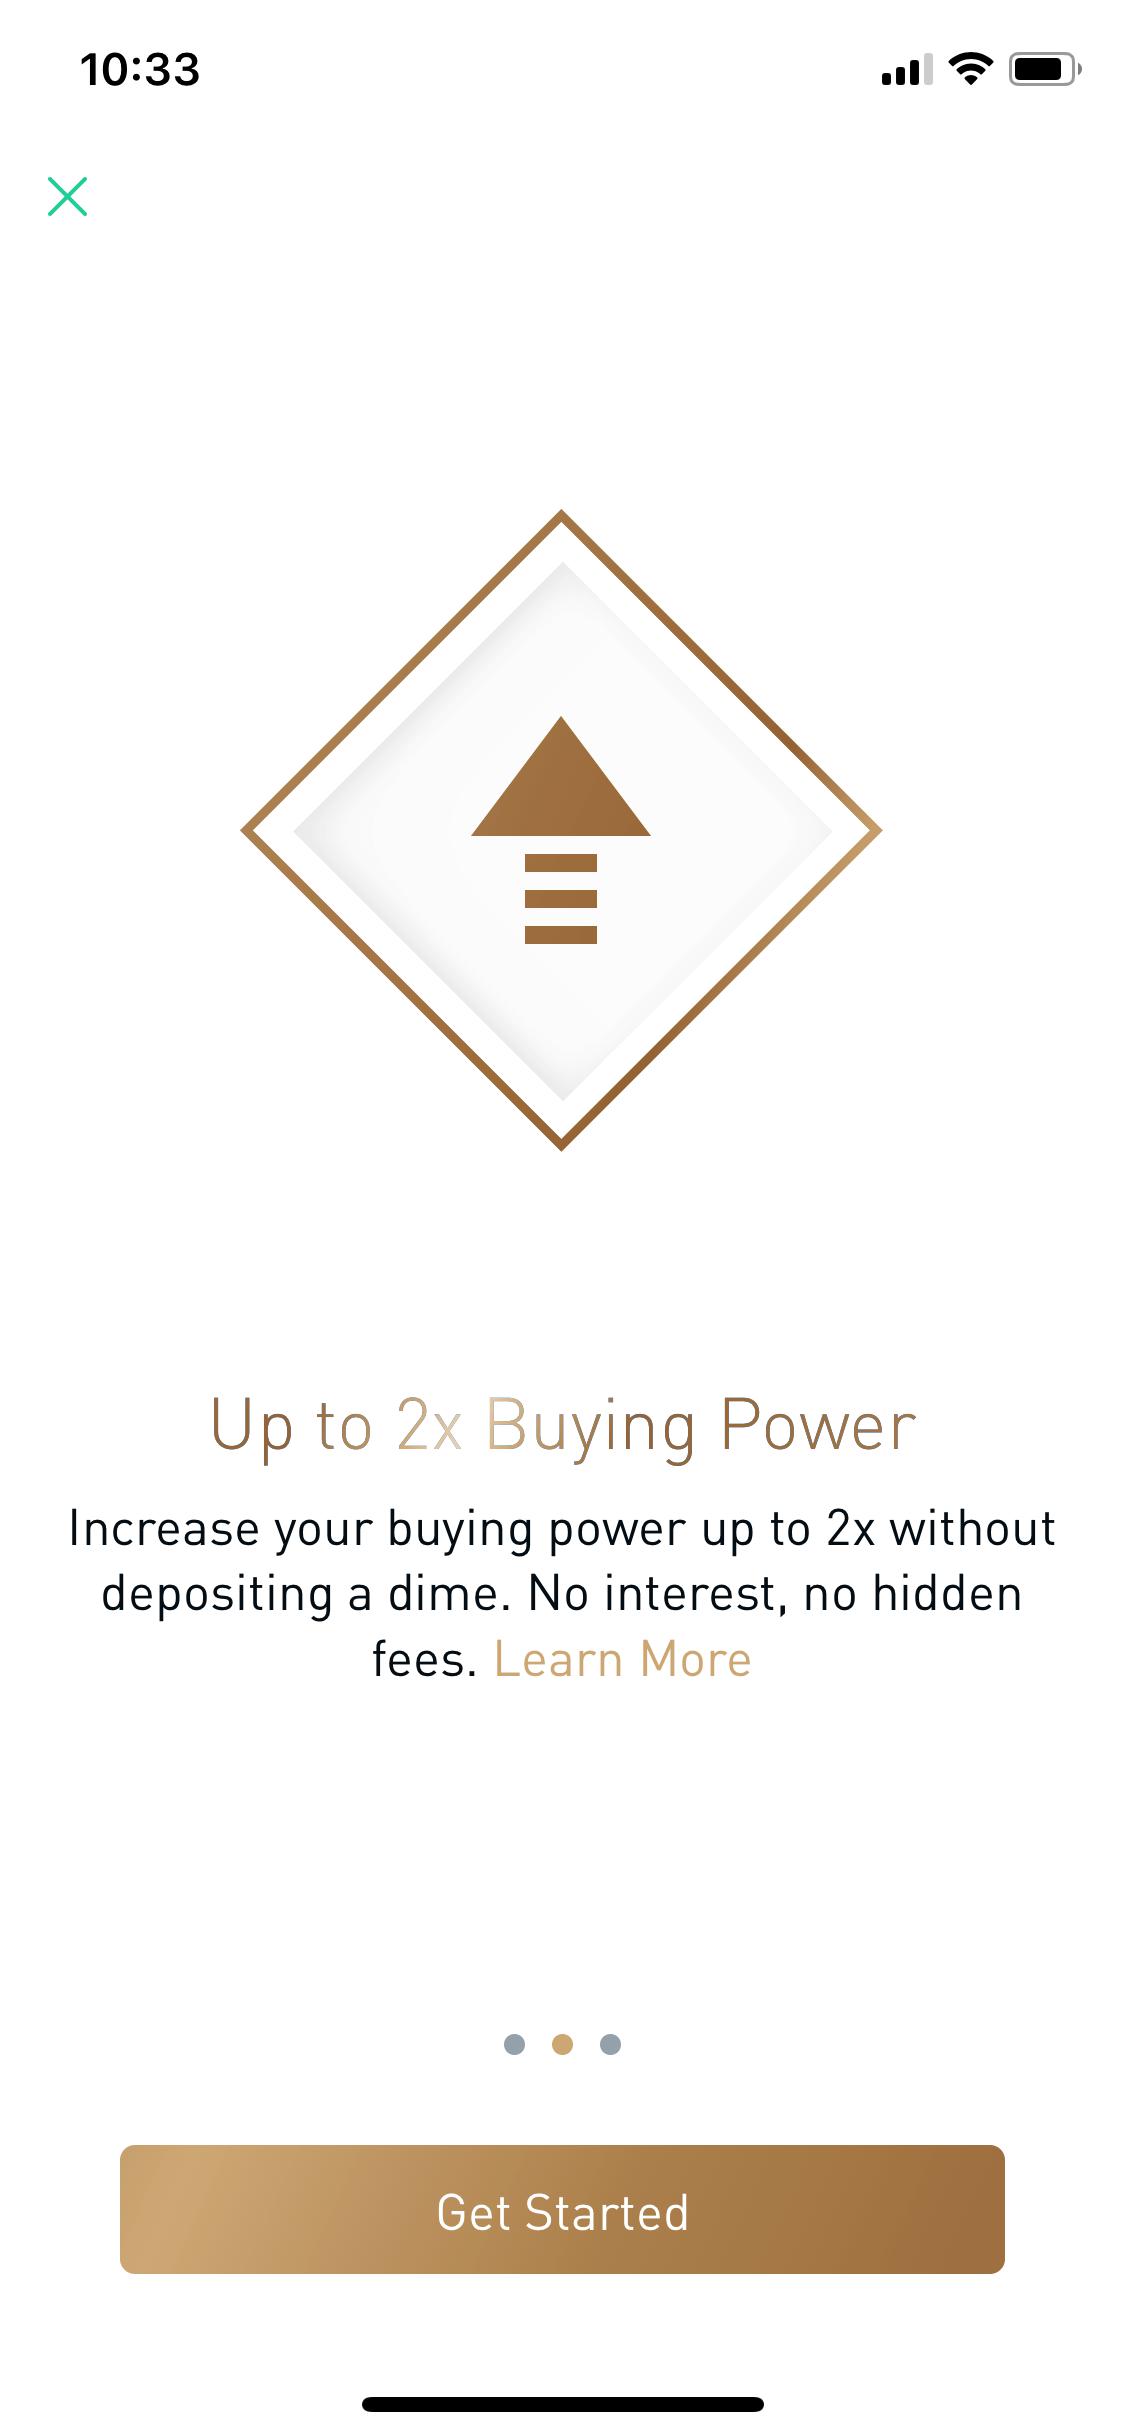 10:33
Up to 2x Buying Power
Increase your buying power up to 2x without
depositing a dime. No interest, no hidden
fees. Learn More
Get Started